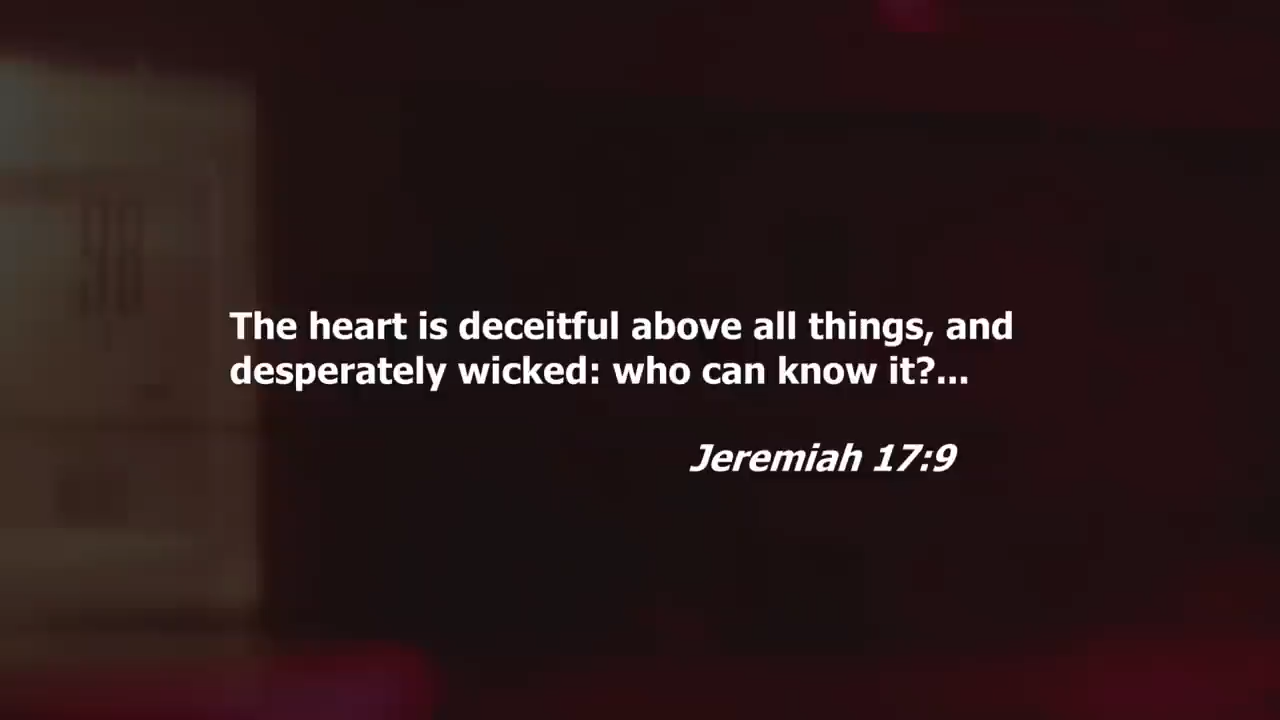 The heart is deceitful above all things, and
desperately wicked: who can know it?...
Jeremiah 17:9